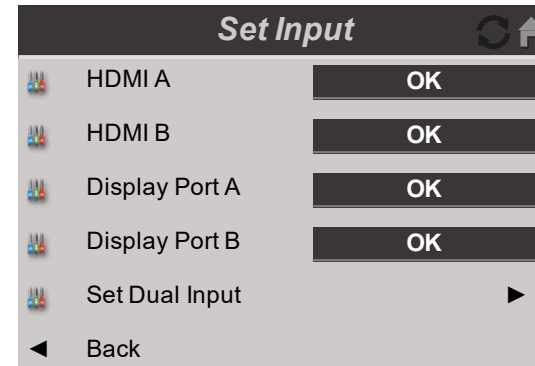 Set Input
HDMI A OK
HDMI B OK
Display Port A OK
Display Port B OK
Set Dual Input ►
◄ Back